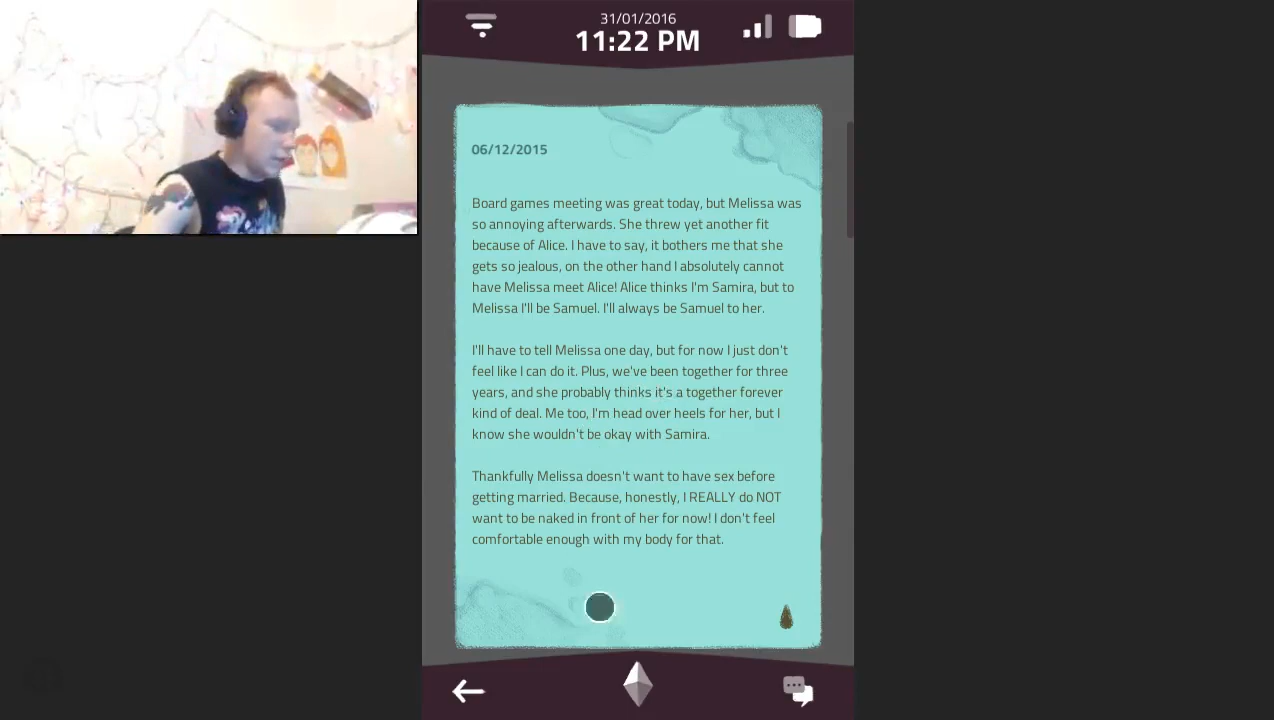 31/01/2016
11:22 PM
06/12/2015
Board games meeting was great today, but Melissa was
so annoying afterwards. She threw yet another fit
because of Alice. I have to say, it bothers me that she
gets so jealous, on the other hand I absolutely cannot
have Melissa meet Alice! Alice thinks I'm Samira, but to
Melissa I'll be Samuel. I'll always be Samuel to her.
I'll have to tell Melissa one day, but for now I just don't
feel like I can do it. Plus, we've been together for three
years, and she probably thinks it's a together forever
kind of deal. Me too, I'm head over heels for her, but I
know she wouldn't be okay with Samira.
Thankfully Melissa doesn't want to have sex before
getting married. Because, honestly, I REALLY do NOT
want to be naked in front of her for now! I don't feel
comfortable enough with my body for that.